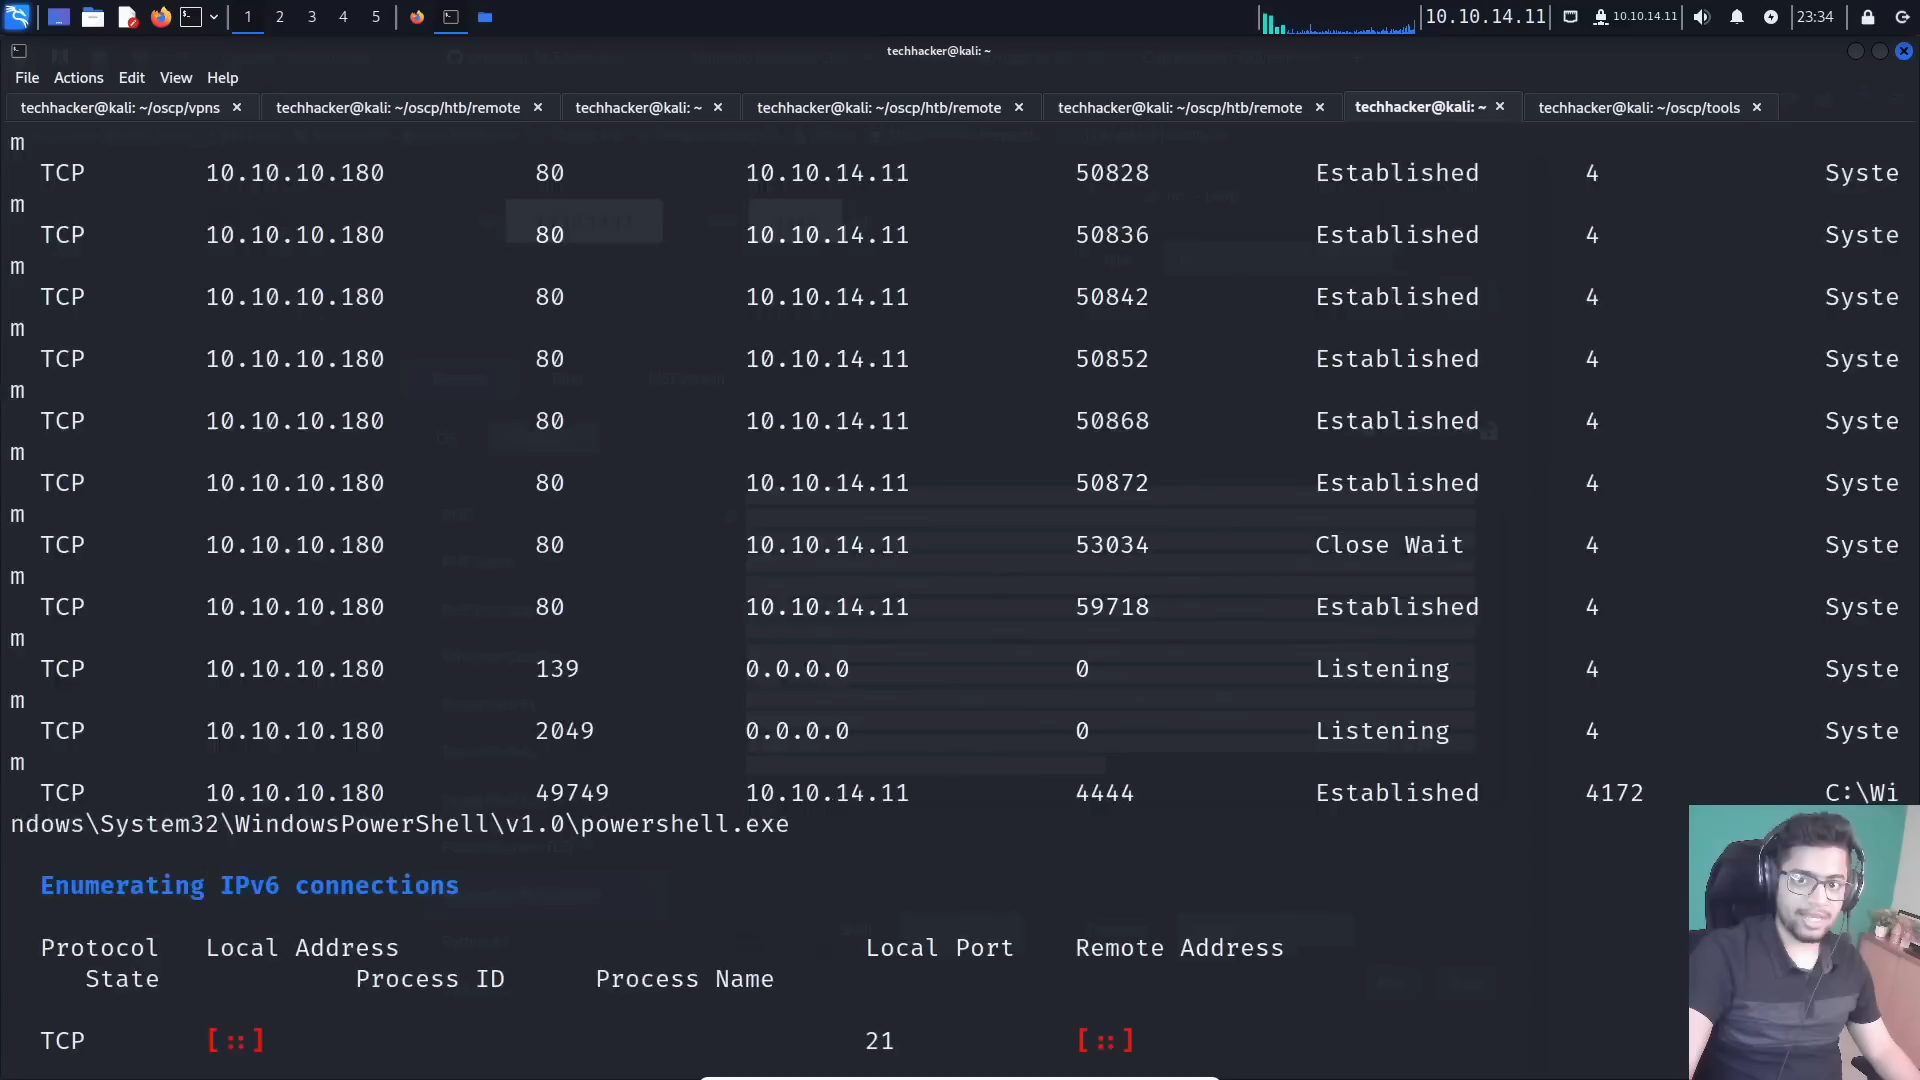 1 2 3 4 5 10.10.14.11 10.10.14.11 23:34
techhacker@kali: ~
File Actions Edit View Help
techhacker@kali: ~/oscp/vpns × techhacker@kali: ~/oscp/htb/remote × techhacker@kali: ~ × techhacker@kali: ~/oscp/htb/remote × techhacker@kali: ~/oscp/htb/remote × techhacker@kali: ~ × techhacker@kali: ~/oscp/tools ×
m
TCP 10.10.10.180 80 10.10.14.11 50828 Established 4 Syste
m
TCP 10.10.10.180 80 10.10.14.11 50836 Established 4 Syste
m
TCP 10.10.10.180 80 10.10.14.11 50842 Established 4 Syste
m
TCP 10.10.10.180 80 10.10.14.11 50852 Established 4 Syste
m
TCP 10.10.10.180 80 10.10.14.11 50868 Established 4 Syste
m
TCP 10.10.10.180 80 10.10.14.11 50872 Established 4 Syste
m
TCP 10.10.10.180 80 10.10.14.11 53034 Close Wait 4 Syste
m
TCP 10.10.10.180 80 10.10.14.11 59718 Established 4 Syste
m
TCP 10.10.10.180 139 0.0.0.0 0 Listening 4 Syste
m
TCP 10.10.10.180 2049 0.0.0.0 0 Listening 4 Syste
m
TCP 10.10.10.180 49749 10.10.14.11 4444 Established 4172 C:\Wi
ndows\System32\WindowsPowerShell\v1.0\powershell.exe
Enumerating IPv6 connections
Protocol Local Address Local Port Remote Address
State Process ID Process Name
TCP [::] 21 [::]